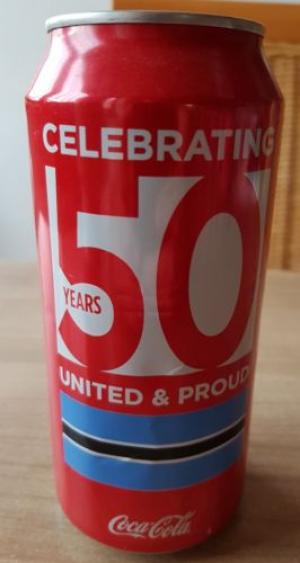 CELEBRATING
50
YEARS
UNITED & PROUD
Coca-Cola